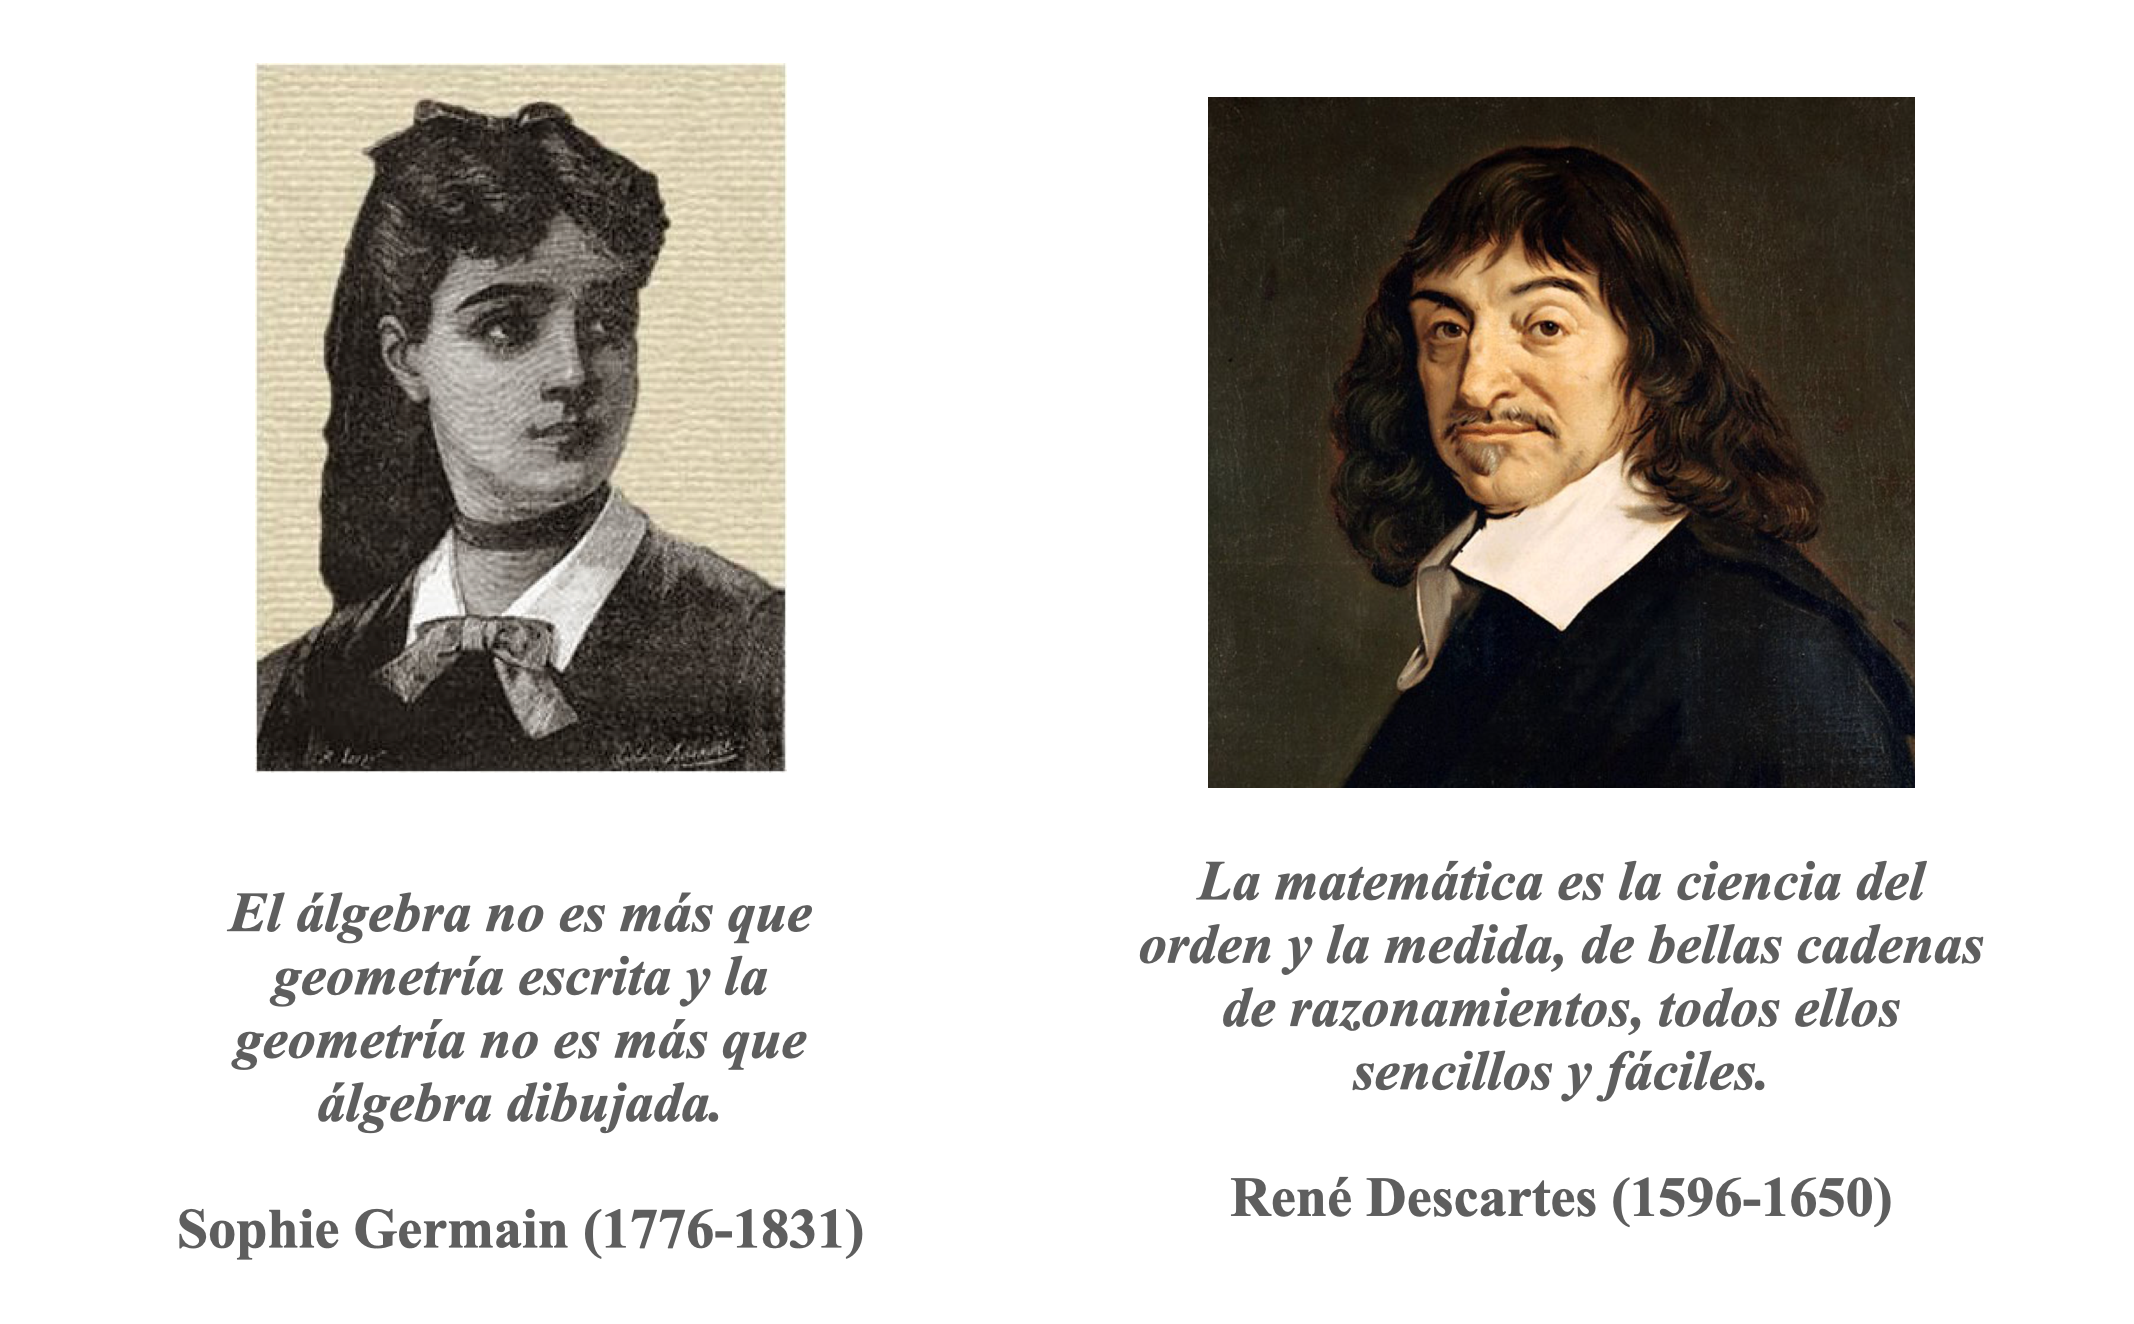 El álgebra no es más que
geometría escrita y la
geometría no es más que
álgebra dibujada.
Sophie Germain (1776-1831)
La matemática es la ciencia del
orden y la medida, de bellas cadenas
de razonamientos, todos ellos
sencillos y fáciles.
René Descartes (1596-1650)